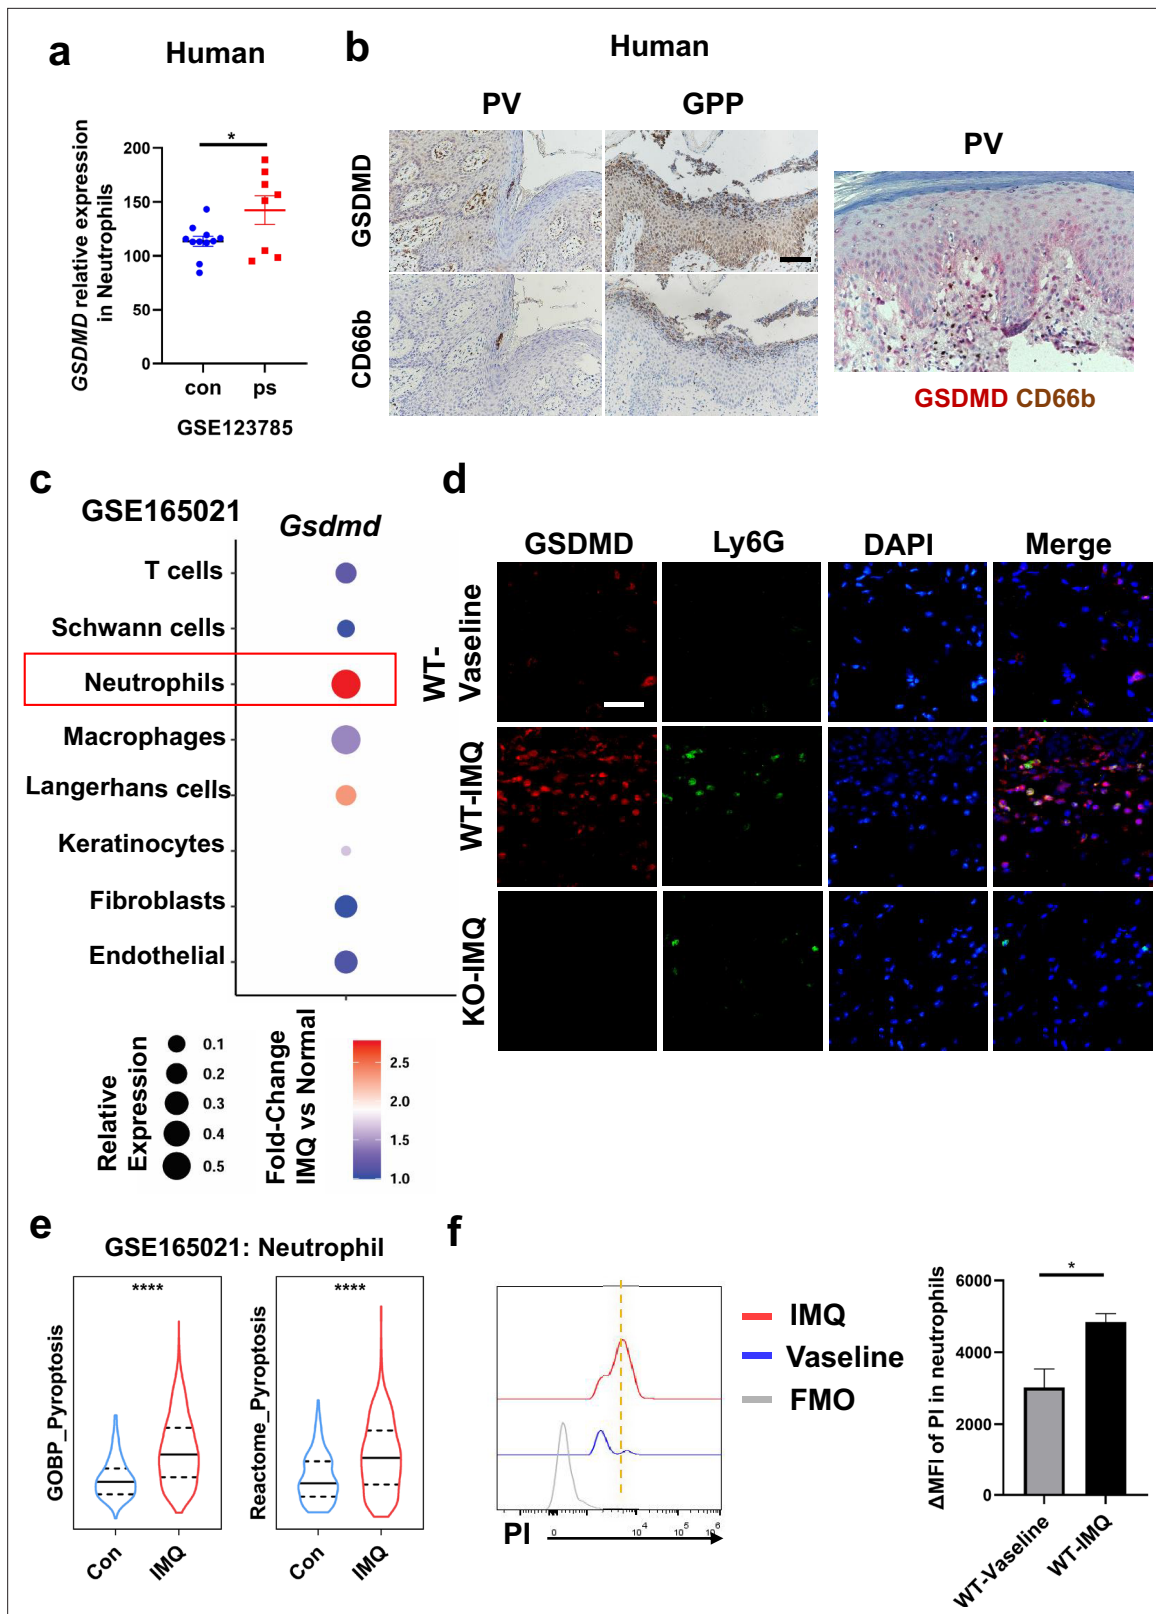 a
Human
GSDMD relative expression
in Neutrophils
200
150
100
50
0
*
con
ps
GSE123785
b
Human
PV
GPP
PV
GSDMD
CD66b
GSDMD CD66b
c
GSE165021
Gsdmd
T cells
Schwann cells
Neutrophils
Macrophages
Langerhans cells
Keratinocytes
Fibroblasts
Endothelial
Relative
Expression
0.1
0.2
0.3
0.4
0.5
Fold-Change
IMQ vs Normal
2.5
2.0
1.5
1.0
d
GSDMD
Ly6G
DAPI
Merge
WT-
Vaseline
WT-IMQ
KO-IMQ
e
GSE165021: Neutrophil
GOBP_Pyroptosis
****
Con
IMQ
Reactome_Pyroptosis
****
Con
IMQ
f
IMQ
Vaseline
FMO
PI
0
10^4
10^5
10^6
ΔMFI of PI in neutrophils
6000
4000
2000
0
*
WT-Vaseline
WT-IMQ